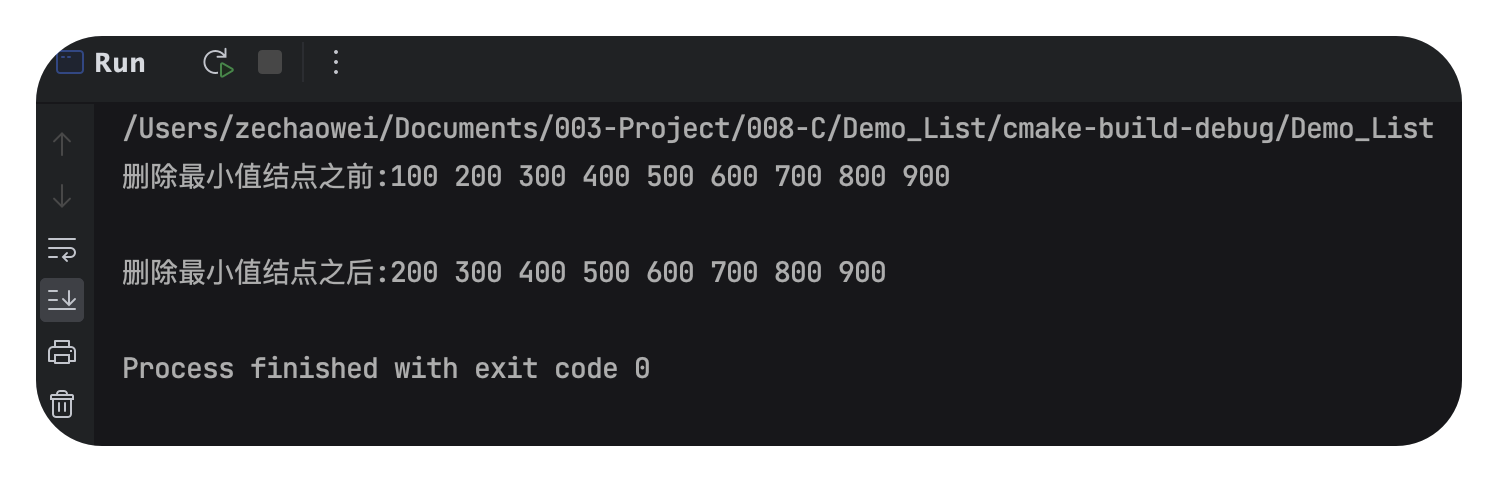 Run
/Users/zechaowei/Documents/003-Project/008-C/Demo_List/cmake-build-debug/Demo_List
删除最小值结点之前:100 200 300 400 500 600 700 800 900
删除最小值结点之后:200 300 400 500 600 700 800 900
Process finished with exit code 0